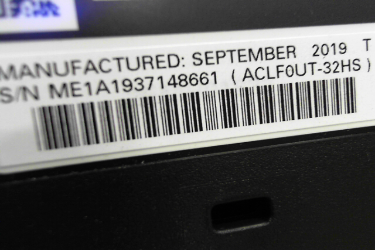 MANUFACTURED: SEPTEMBER 2019 T
S/N ME1A1937148661 ( ACLF0UT-32HS )